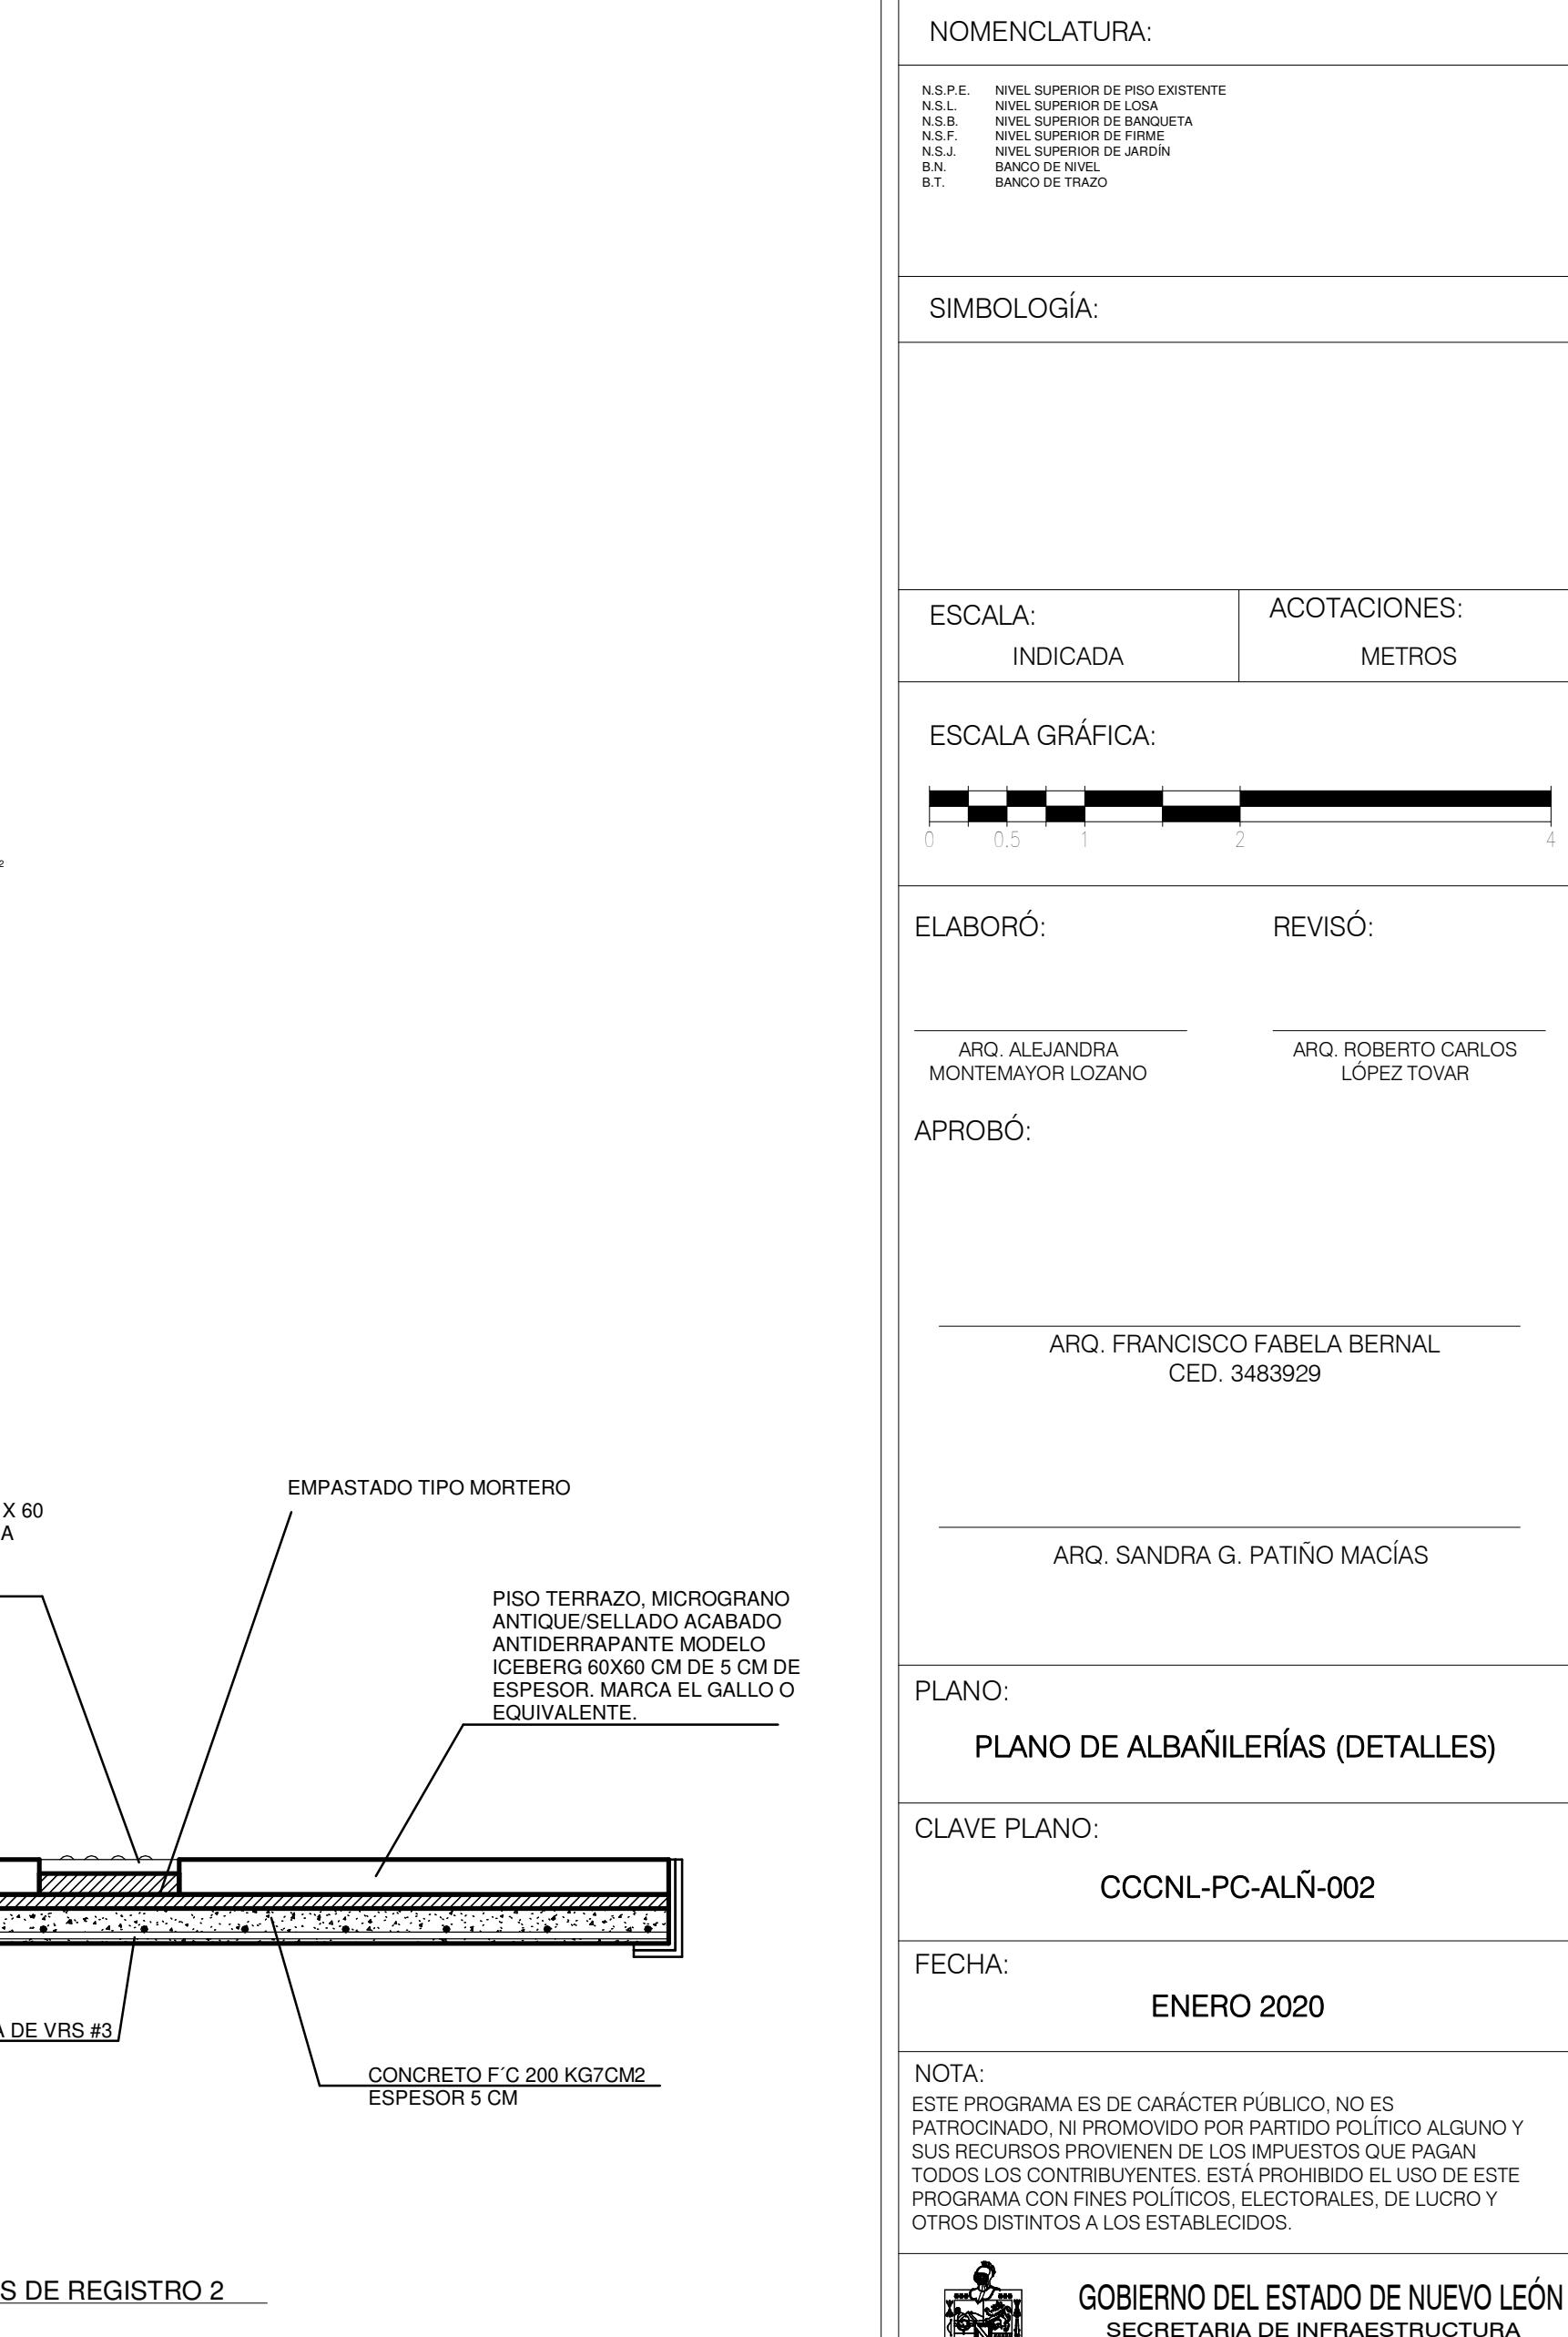 NOMENCLATURA:
N.S.P.E. NIVEL SUPERIOR DE PISO EXISTENTE
N.S.L. NIVEL SUPERIOR DE LOSA
N.S.B. NIVEL SUPERIOR DE BANQUETA
N.S.F. NIVEL SUPERIOR DE FIRME
N.S.J. NIVEL SUPERIOR DE JARDÍN
B.N. BANCO DE NIVEL
B.T. BANCO DE TRAZO
SIMBOLOGÍA:
ESCALA:
INDICADA
ACOTACIONES:
METROS
ESCALA GRÁFICA:
0 0.5 1 2 4
2
ELABORÓ:
REVISÓ:
ARQ. ALEJANDRA
MONTEMAYOR LOZANO
ARQ. ROBERTO CARLOS
LÓPEZ TOVAR
APROBÓ:
ARQ. FRANCISCO FABELA BERNAL
CED. 3483929
ARQ. SANDRA G. PATIÑO MACÍAS
EMPASTADO TIPO MORTERO
X 60
A
PISO TERRAZO, MICROGRANO
ANTIQUE/SELLADO ACABADO
ANTIDERRAPANTE MODELO
ICEBERG 60X60 CM DE 5 CM DE
ESPESOR. MARCA EL GALLO O
EQUIVALENTE.
A DE VRS #3
CONCRETO F´C 200 KG7CM2
ESPESOR 5 CM
S DE REGISTRO 2
PLANO:
PLANO DE ALBAÑILERÍAS (DETALLES)
CLAVE PLANO:
CCCNL-PC-ALÑ-002
FECHA:
ENERO 2020
NOTA:
ESTE PROGRAMA ES DE CARÁCTER PÚBLICO, NO ES
PATROCINADO, NI PROMOVIDO POR PARTIDO POLÍTICO ALGUNO Y
SUS RECURSOS PROVIENEN DE LOS IMPUESTOS QUE PAGAN
TODOS LOS CONTRIBUYENTES. ESTÁ PROHIBIDO EL USO DE ESTE
PROGRAMA CON FINES POLÍTICOS, ELECTORALES, DE LUCRO Y
OTROS DISTINTOS A LOS ESTABLECIDOS.
GOBIERNO DEL ESTADO DE NUEVO LEÓN
SECRETARIA DE INFRAESTRUCTURA